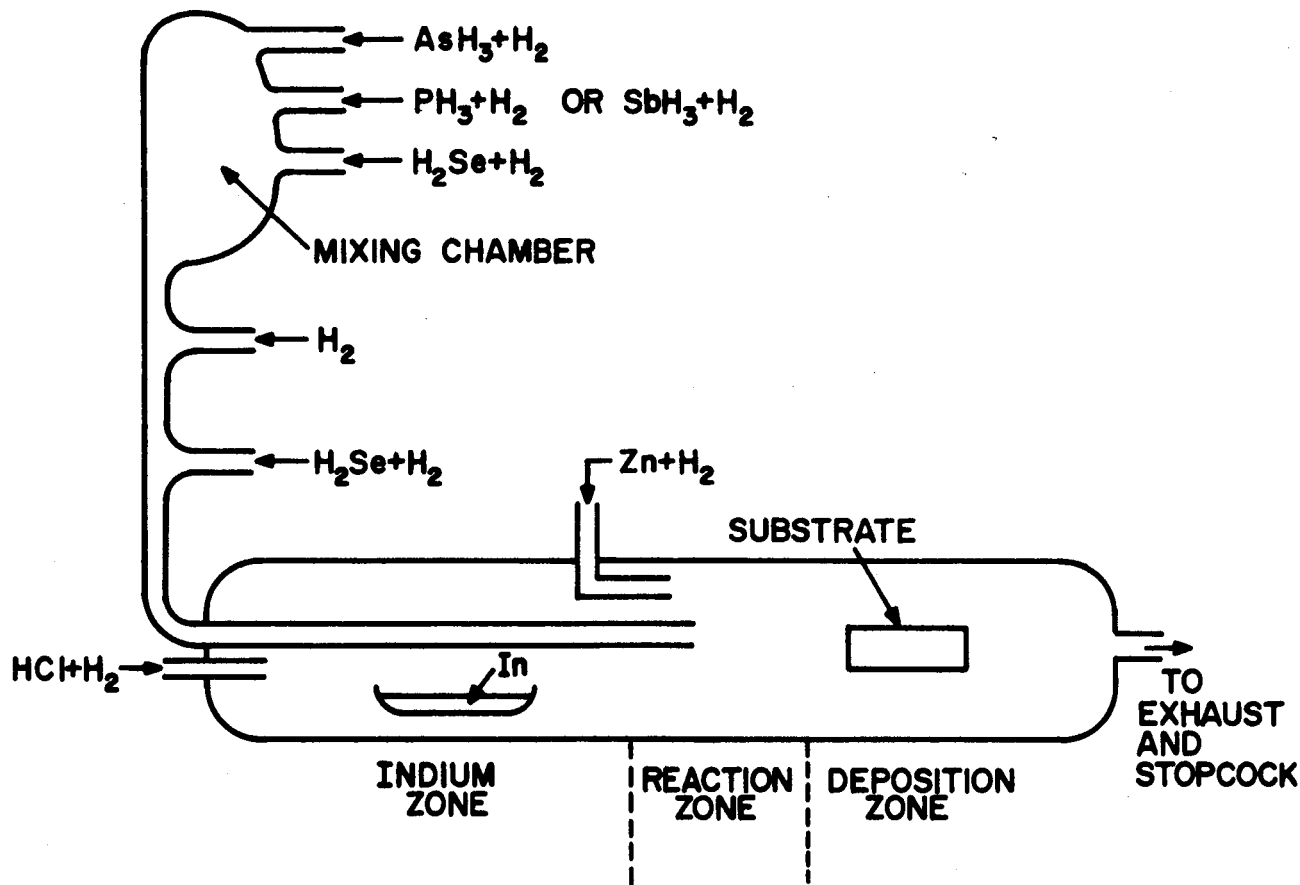 AsH3+H2
PH3+H2 OR SbH3+H2
H2Se+H2
MIXING CHAMBER
H2
H2Se+H2
Zn+H2
SUBSTRATE
HCl+H2
In
TO
EXHAUST
AND
STOPCOCK
INDIUM
ZONE
REACTION
ZONE
DEPOSITION
ZONE